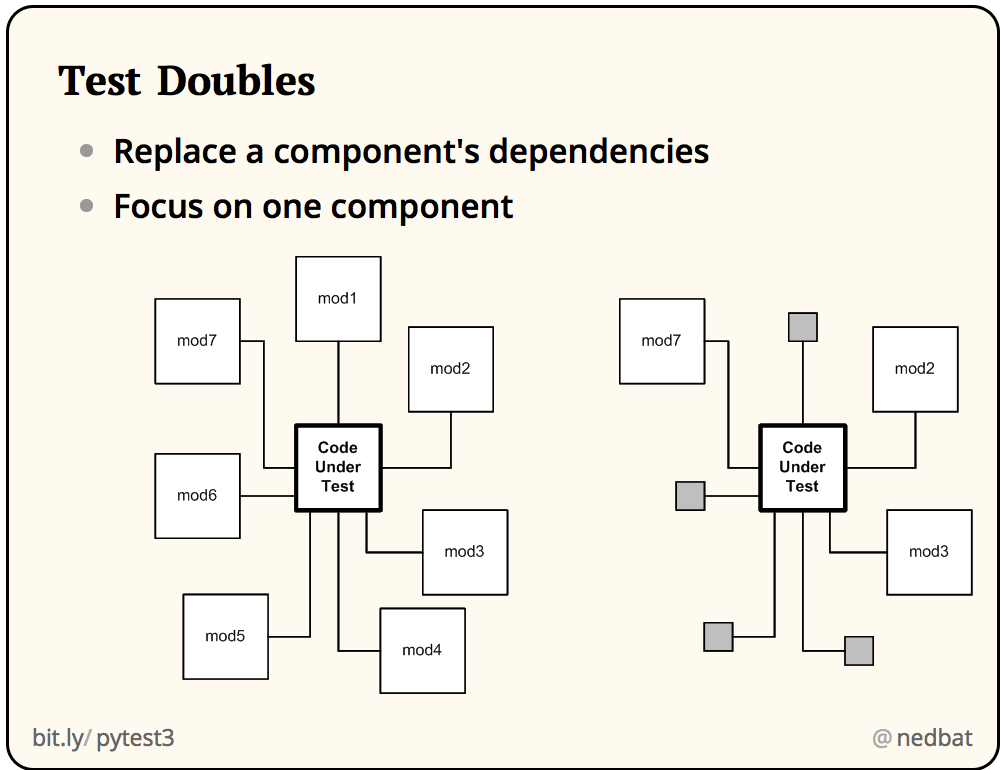 Test Doubles
Replace a component's dependencies
Focus on one component
mod1
mod7
mod2
Code
Under
Test
mod6
mod3
mod5
mod4
mod7
mod2
Code
Under
Test
mod3
bit.ly/ pytest3
@ nedbat